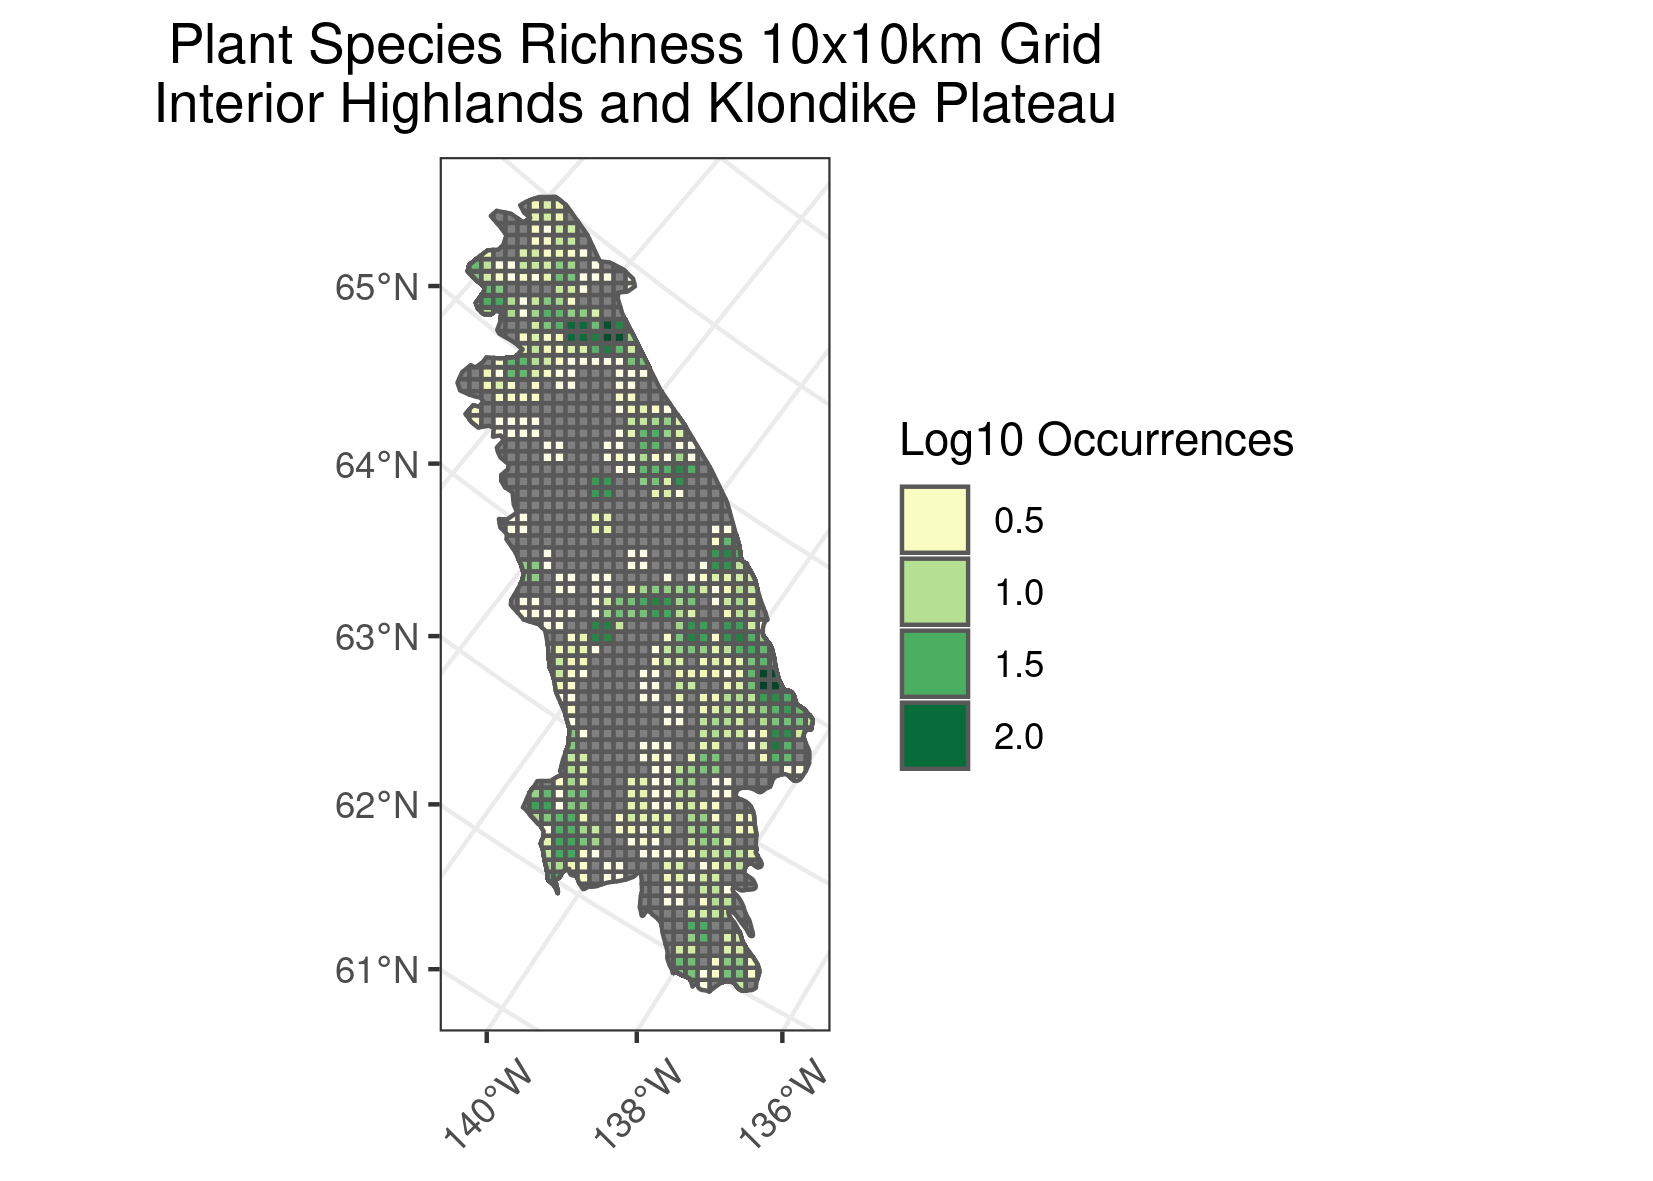 Plant Species Richness 10x10km Grid
Interior Highlands and Klondike Plateau
65°N
64°N
63°N
62°N
61°N
140°W
138°W
136°W
Log10 Occurrences
0.5
1.0
1.5
2.0